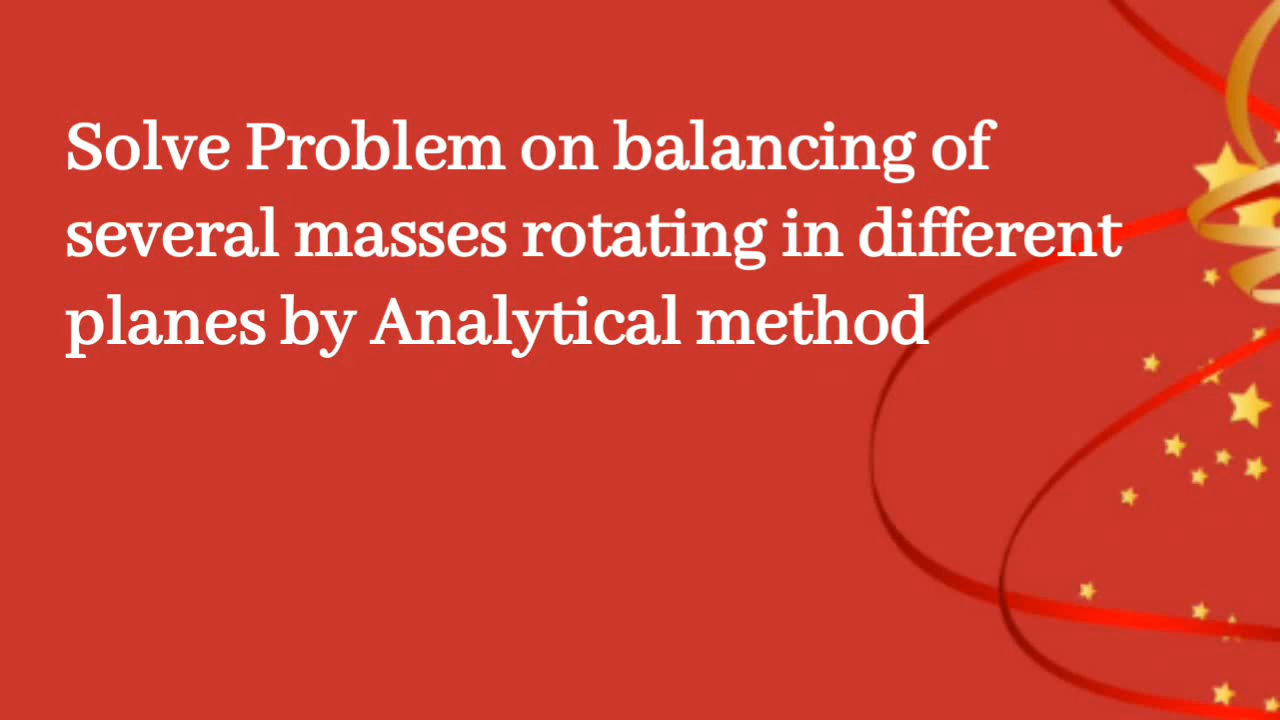 Solve Problem on balancing of
several masses rotating in different
planes by Analytical method